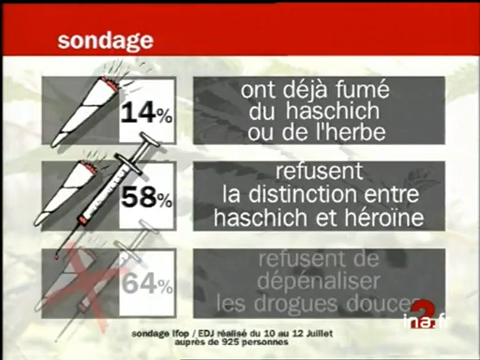 sondage
14%
ont déjà fumé
du haschich
ou de l'herbe
58%
refusent
la distinction entre
haschich et héroïne
64%
refusent de
dépénaliser
les drogues douces
2
ina.fr
sondage Ifop / EDJ réalisé du 10 au 12 Juillet
auprès de 925 personnes